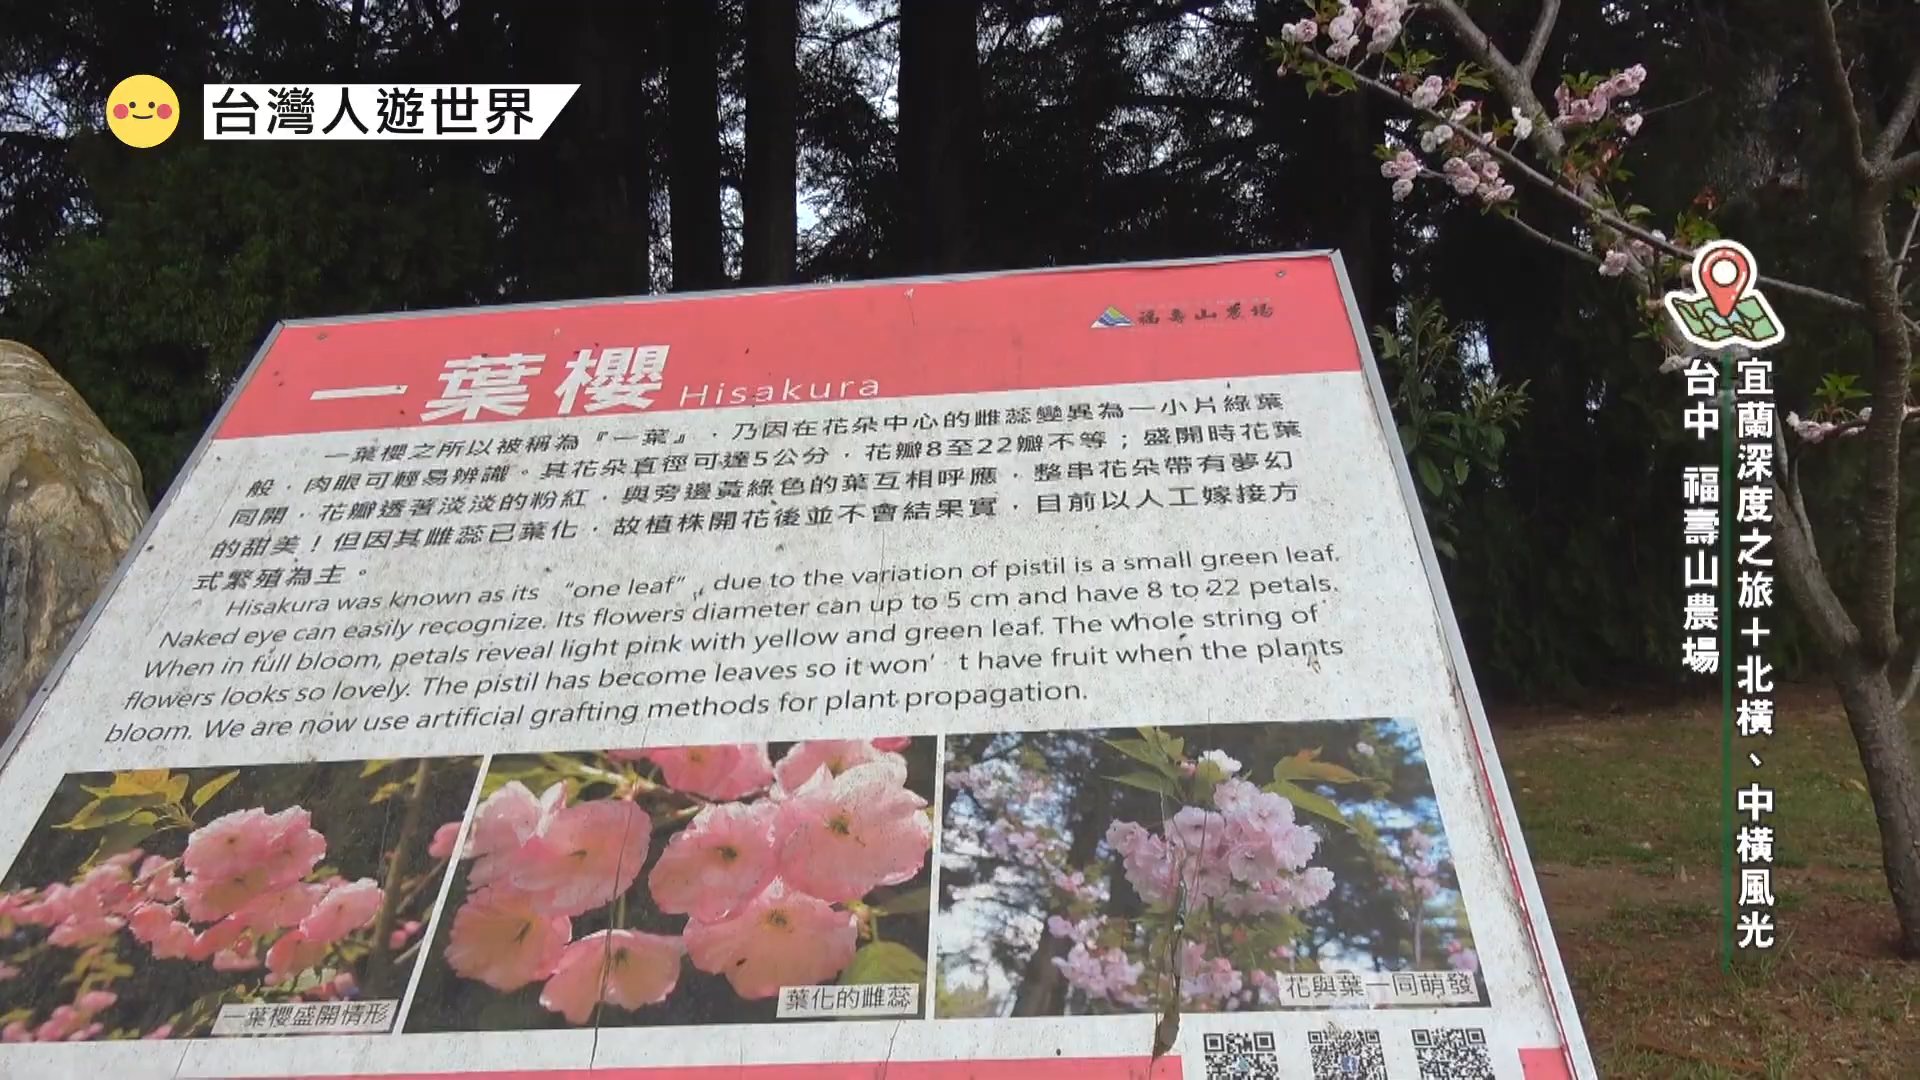 台灣人遊世界
福壽山農場
一葉櫻 Hisakura
一葉櫻之所以被稱為『一葉』，乃因在花朵中心的雌蕊變異為一小片綠葉
般，肉眼可輕易辨識。其花朵直徑可達5公分，花瓣8至22瓣不等；盛開時花葉
同開，花瓣透著淡淡的粉紅，與旁邊黃綠色的葉互相呼應，整串花朵帶有夢幻
的甜美！但因其雌蕊已葉化，故植株開花後並不會結果實，目前以人工嫁接方
式繁殖為主。
Hisakura was known as its “one leaf”, due to the variation of pistil is a small green leaf.
Naked eye can easily recognize. Its flowers diameter can up to 5 cm and have 8 to 22 petals.
When in full bloom, petals reveal light pink with yellow and green leaf. The whole string of
flowers looks so lovely. The pistil has become leaves so it won’t have fruit when the plants
bloom. We are now use artificial grafting methods for plant propagation.
一葉櫻盛開情形
葉化的雌蕊
花與葉一同萌發
宜蘭深度之旅＋北橫、中橫風光
台中 福壽山農場